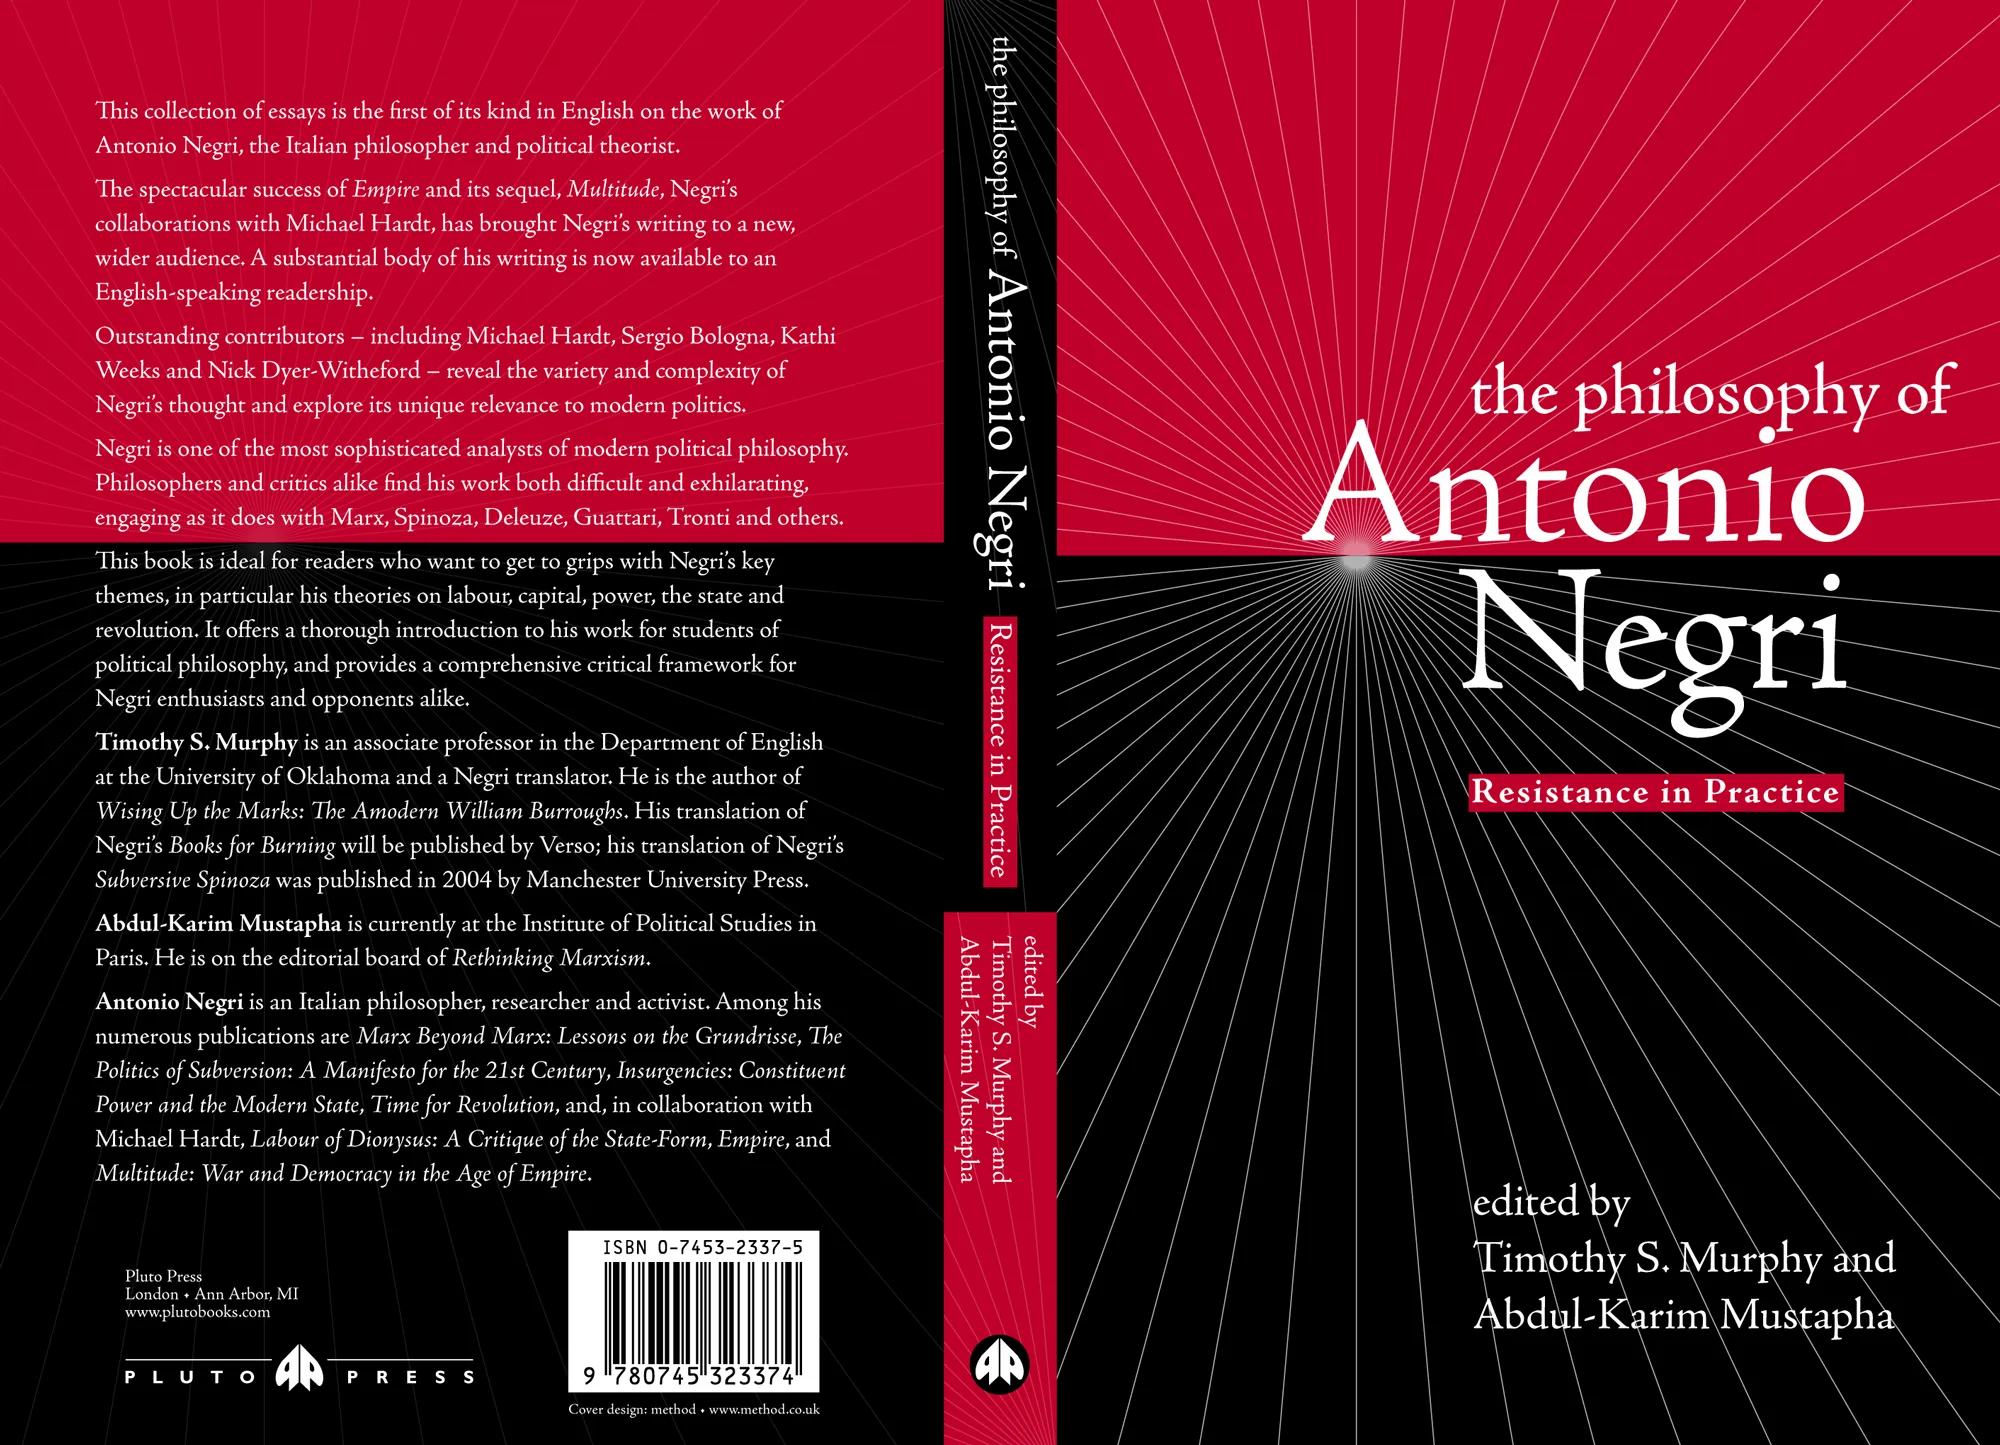 This collection of essays is the first of its kind in English on the work of
Antonio Negri, the Italian philosopher and political theorist.
The spectacular success of Empire and its sequel, Multitude, Negri's
collaborations with Michael Hardt, has brought Negri's writing to a new,
wider audience. A substantial body of his writing is now available to an
English-speaking readership.
Outstanding contributors – including Michael Hardt, Sergio Bologna, Kathi
Weeks and Nick Dyer-Witheford – reveal the variety and complexity of
Negri's thought and explore its unique relevance to modern politics.
Negri is one of the most sophisticated analysts of modern political philosophy.
Philosophers and critics alike find his work both difficult and exhilarating,
engaging as it does with Marx, Spinoza, Deleuze, Guattari, Tronti and others.
This book is ideal for readers who want to get to grips with Negri's key
themes, in particular his theories on labour, capital, power, the state and
revolution. It offers a thorough introduction to his work for students of
political philosophy, and provides a comprehensive critical framework for
Negri enthusiasts and opponents alike.
Timothy S. Murphy is an associate professor in the Department of English
at the University of Oklahoma and a Negri translator. He is the author of
Wising Up the Marks: The Amodern William Burroughs. His translation of
Negri's Books for Burning will be published by Verso; his translation of Negri's
Subversive Spinoza was published in 2004 by Manchester University Press.
Abdul-Karim Mustapha is currently at the Institute of Political Studies in
Paris. He is on the editorial board of Rethinking Marxism.
Antonio Negri is an Italian philosopher, researcher and activist. Among his
numerous publications are Marx Beyond Marx: Lessons on the Grundrisse, The
Politics of Subversion: A Manifesto for the 21st Century, Insurgencies: Constituent
Power and the Modern State, Time for Revolution, and, in collaboration with
Michael Hardt, Labour of Dionysus: A Critique of the State-Form, Empire, and
Multitude: War and Democracy in the Age of Empire.
Pluto Press
London • Ann Arbor, MI
www.plutobooks.com
PLUTO PRESS
ISBN 0-7453-2337-5
9 780745 323374
Cover design: method • www.method.co.uk
the philosophy of Antonio Negri
Resistance in Practice
edited by
Timothy S. Murphy and
Abdul-Karim Mustapha
the philosophy of
Antonio
Negri
Resistance in Practice
edited by
Timothy S. Murphy and
Abdul-Karim Mustapha